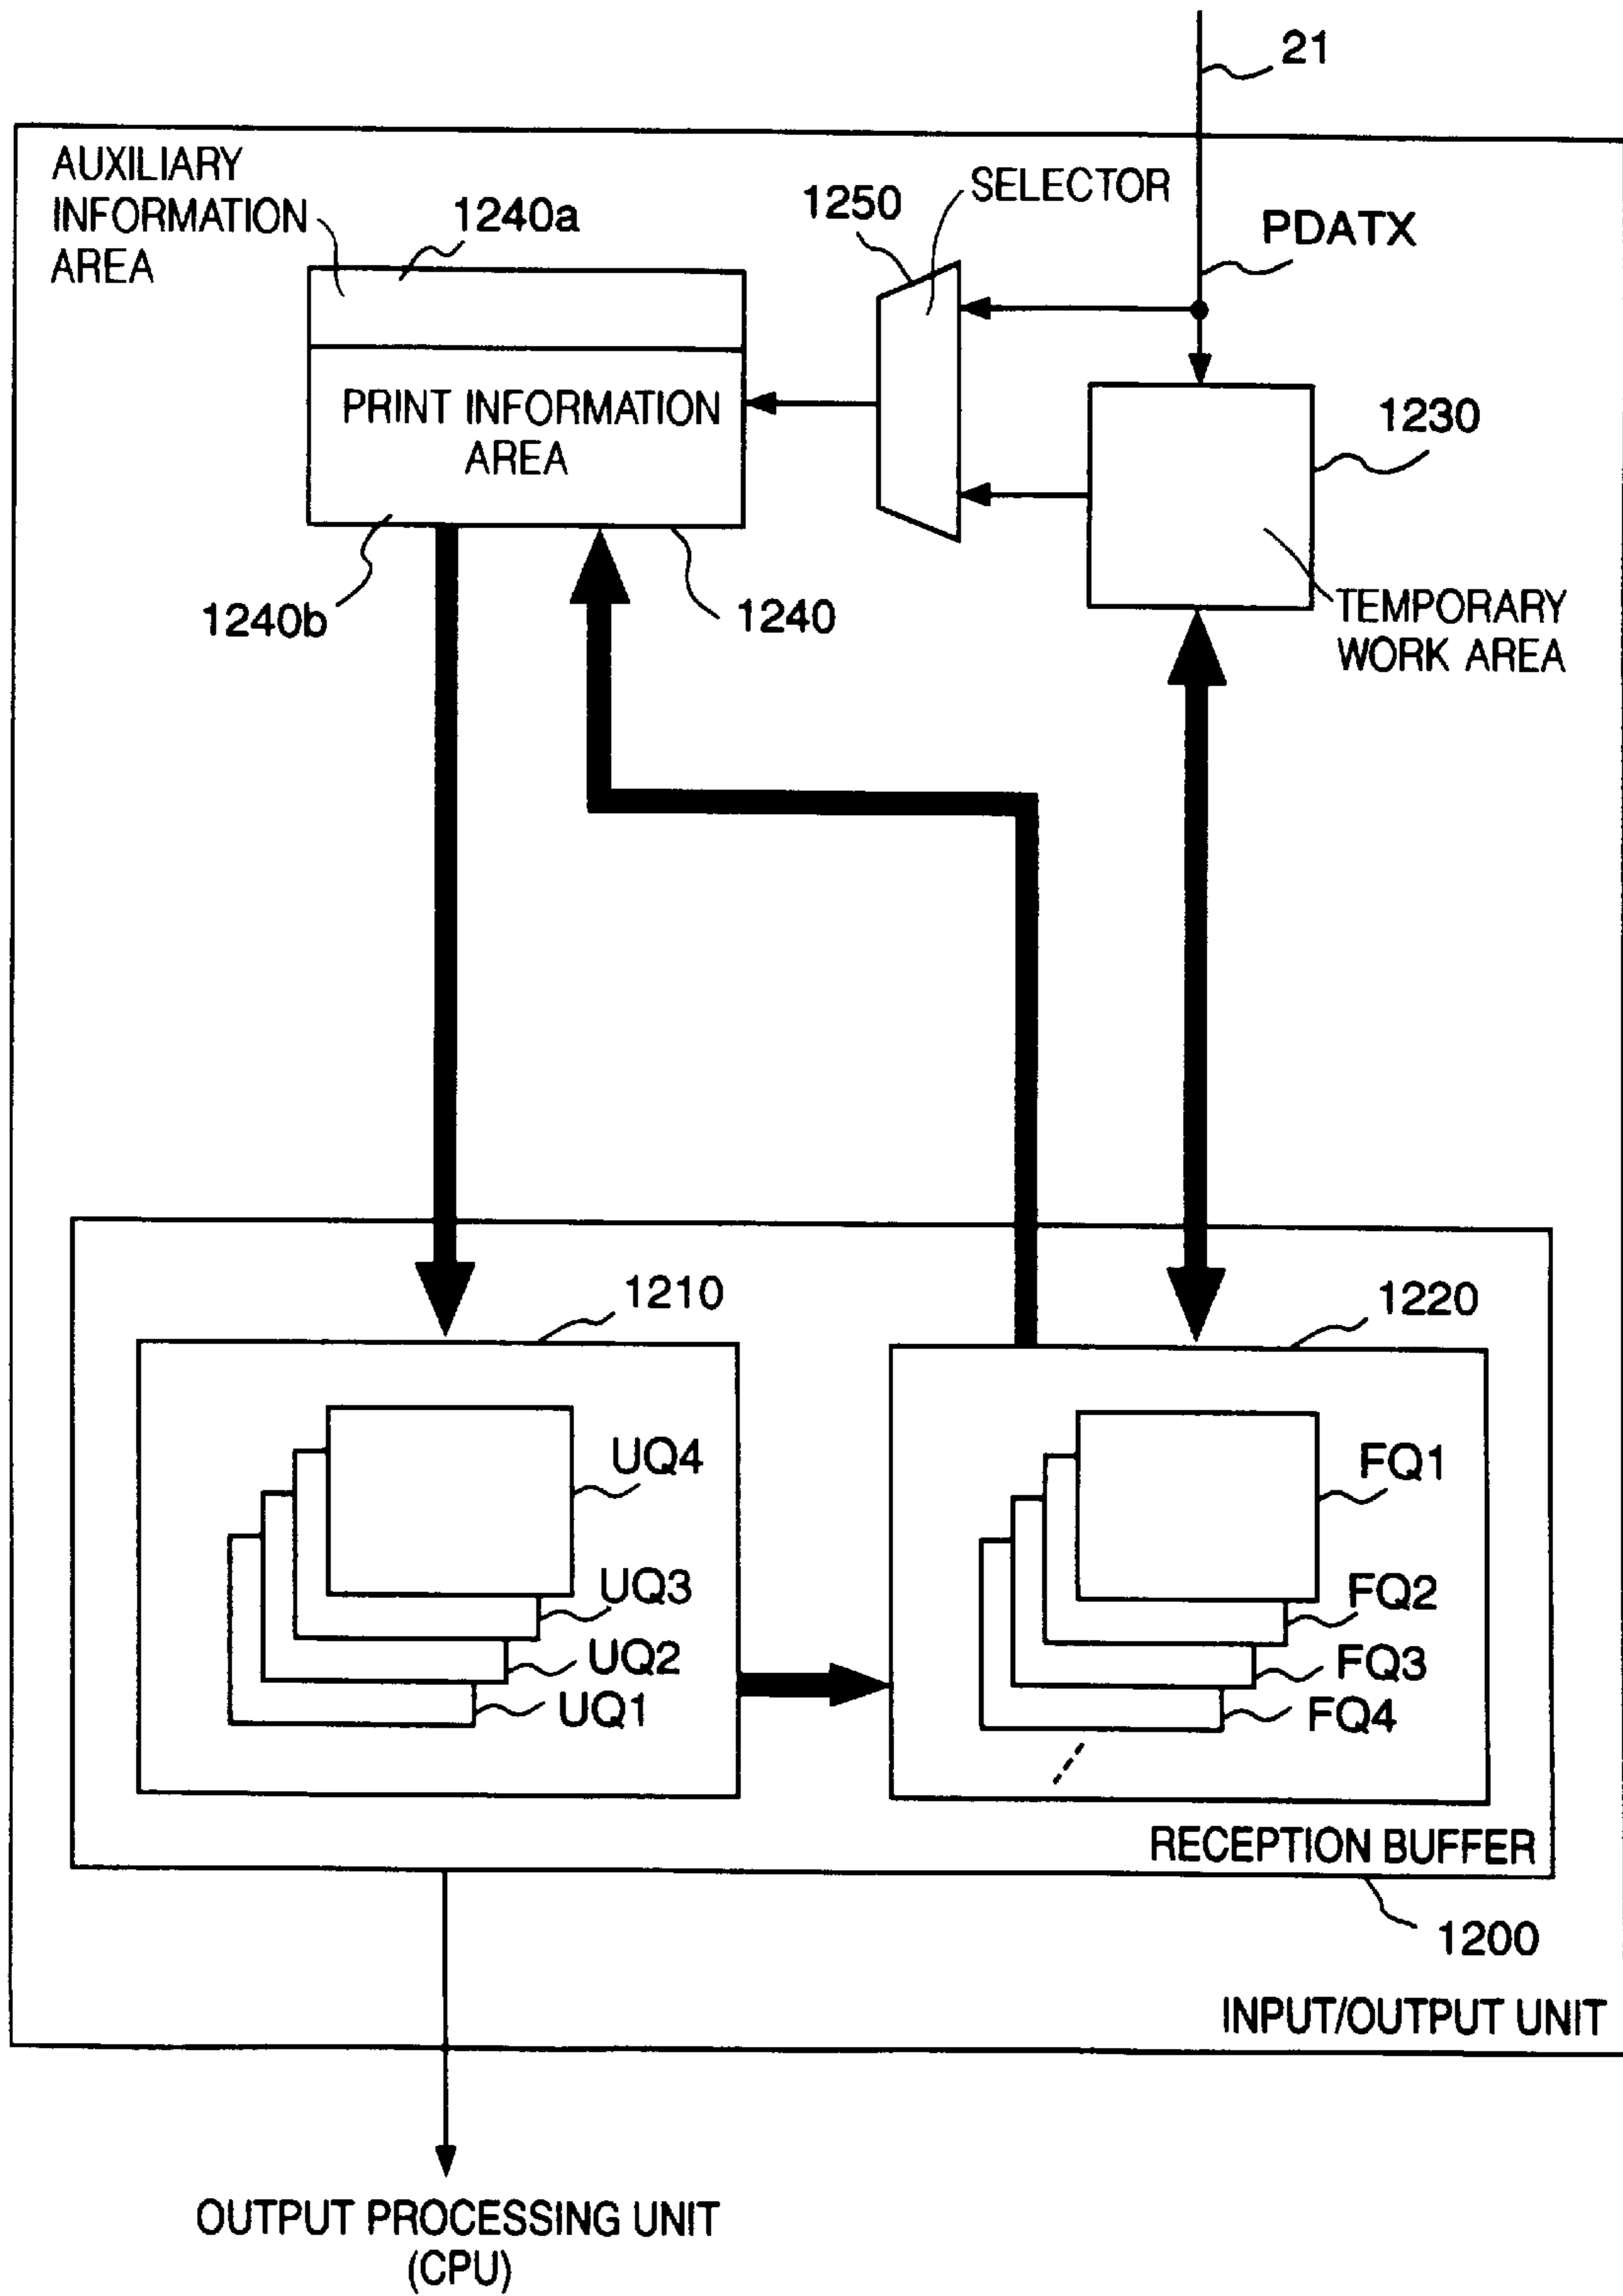 21
AUXILIARY
INFORMATION
AREA
1240a
1250
SELECTOR
PDATX
PRINT INFORMATION
AREA
1230
1240b
1240
TEMPORARY
WORK AREA
1210
1220
UQ4
UQ3
UQ2
UQ1
FQ1
FQ2
FQ3
FQ4
RECEPTION BUFFER
1200
INPUT/OUTPUT UNIT
OUTPUT PROCESSING UNIT
(CPU)